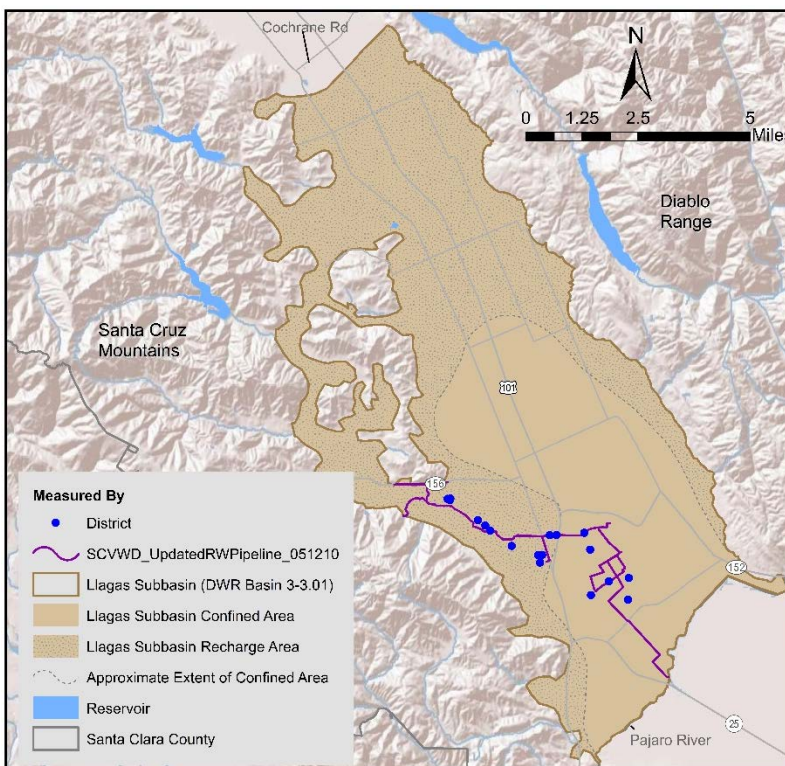 Cochrane Rd
N
0 1.25 2.5 5
Miles
Diablo
Range
Santa Cruz
Mountains
101
156
152
25
Pajaro River
Measured By
District
SCVWD_UpdatedRWPipeline_051210
Llagas Subbasin (DWR Basin 3-3.01)
Llagas Subbasin Confined Area
Llagas Subbasin Recharge Area
Approximate Extent of Confined Area
Reservoir
Santa Clara County